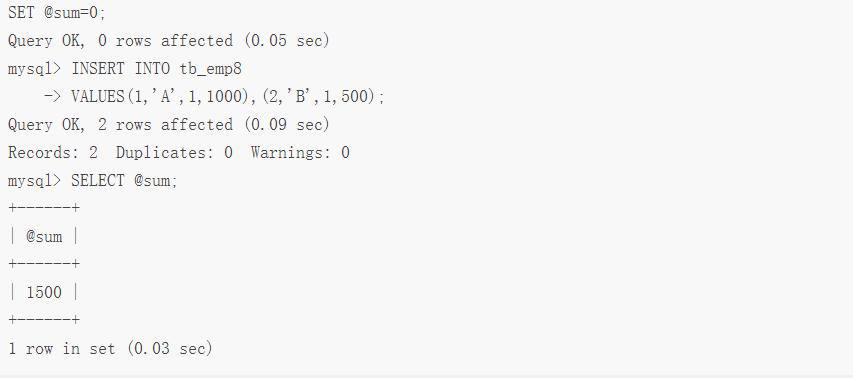 SET @sum=0;
Query OK, 0 rows affected (0.05 sec)
mysql> INSERT INTO tb_emp8
    -> VALUES(1,'A',1,1000),(2,'B',1,500);
Query OK, 2 rows affected (0.09 sec)
Records: 2  Duplicates: 0  Warnings: 0
mysql> SELECT @sum;
+------+
| @sum |
+------+
| 1500 |
+------+
1 row in set (0.03 sec)